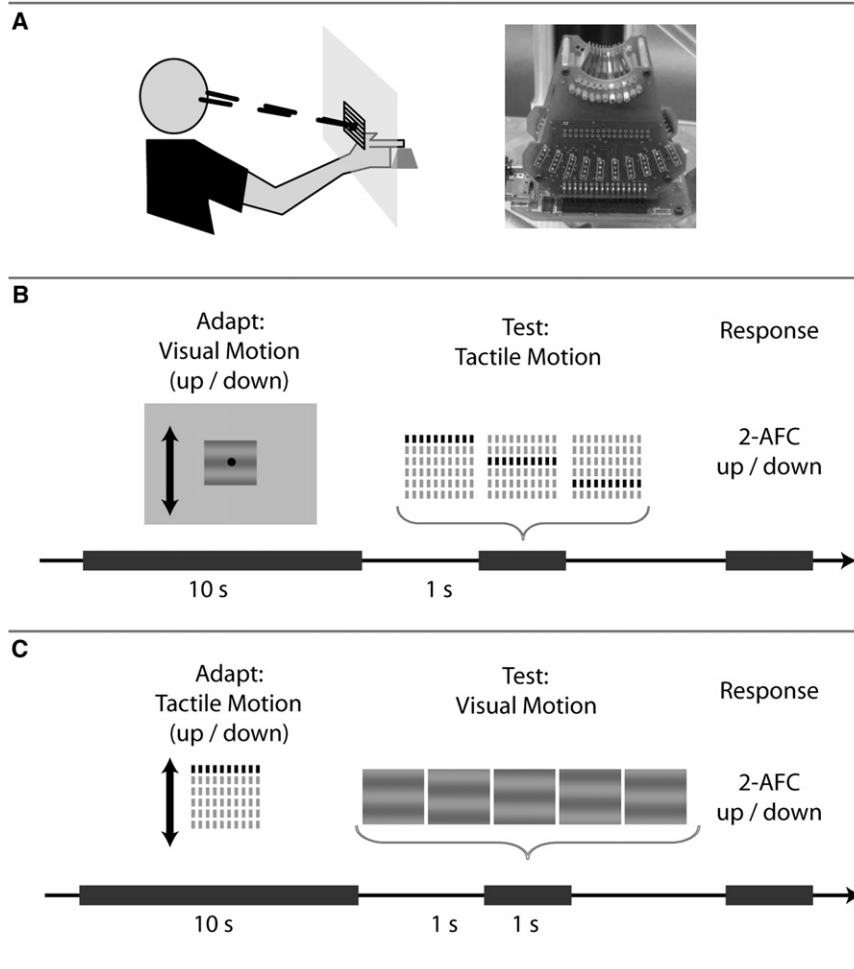 A
B
Adapt:
Visual Motion
(up / down)
Test:
Tactile Motion
Response
2-AFC
up / down
10 s
1 s
C
Adapt:
Tactile Motion
(up / down)
Test:
Visual Motion
Response
2-AFC
up / down
10 s
1 s
1 s